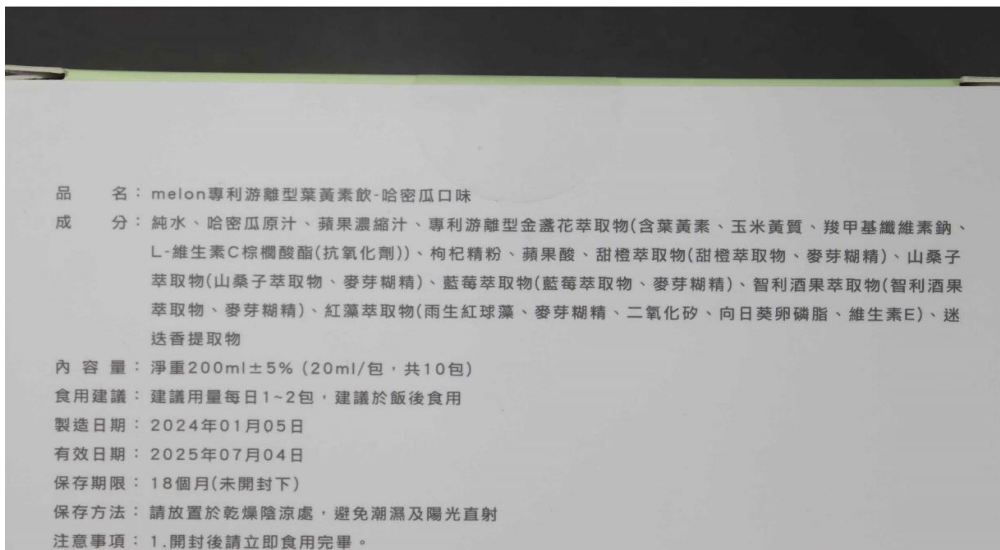 品　　名：melon專利游離型葉黃素飲-哈密瓜口味
成　　分：純水、哈密瓜原汁、蘋果濃縮汁、專利游離型金盞花萃取物(含葉黃素、玉米黃質、羧甲基纖維素鈉、
L-維生素C棕櫚酸酯(抗氧化劑))、枸杞精粉、蘋果酸、甜橙萃取物(甜橙萃取物、麥芽糊精)、山桑子
萃取物(山桑子萃取物、麥芽糊精)、藍莓萃取物(藍莓萃取物、麥芽糊精)、智利酒果萃取物(智利酒果
萃取物、麥芽糊精)、紅藻萃取物(雨生紅球藻、麥芽糊精、二氧化矽、向日葵卵磷脂、維生素E)、迷
迭香提取物
內 容 量：淨重200ml±5% (20ml/包，共10包)
食用建議：建議用量每日1~2包，建議於飯後食用
製造日期：2024年01月05日
有效日期：2025年07月04日
保存期限：18個月(未開封下)
保存方法：請放置於乾燥陰涼處，避免潮濕及陽光直射
注意事項：1.開封後請立即食用完畢。